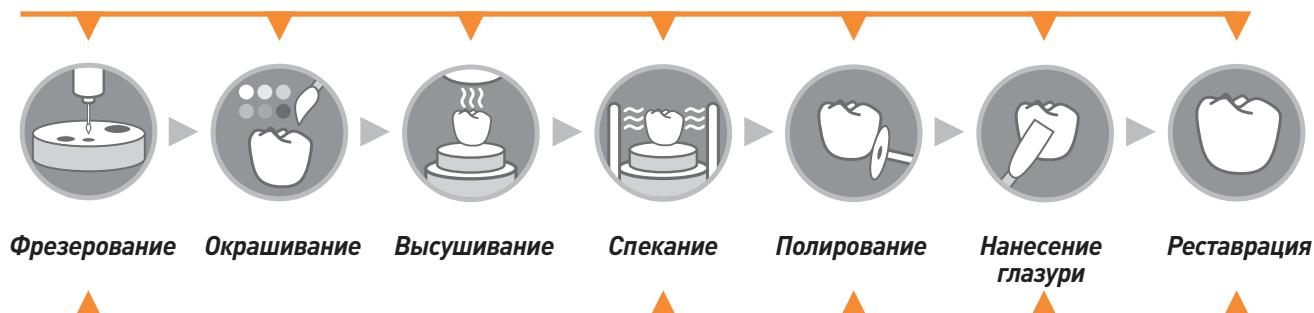 Фрезерование
Окрашивание
Высушивание
Спекание
Полирование
Нанесение
глазури
Реставрация